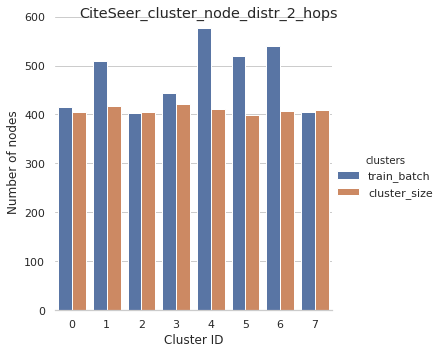 CiteSeer_cluster_node_distr_2_hops
600
500
400
300
200
100
0
Number of nodes
0 1 2 3 4 5 6 7
Cluster ID
clusters
train_batch
cluster_size